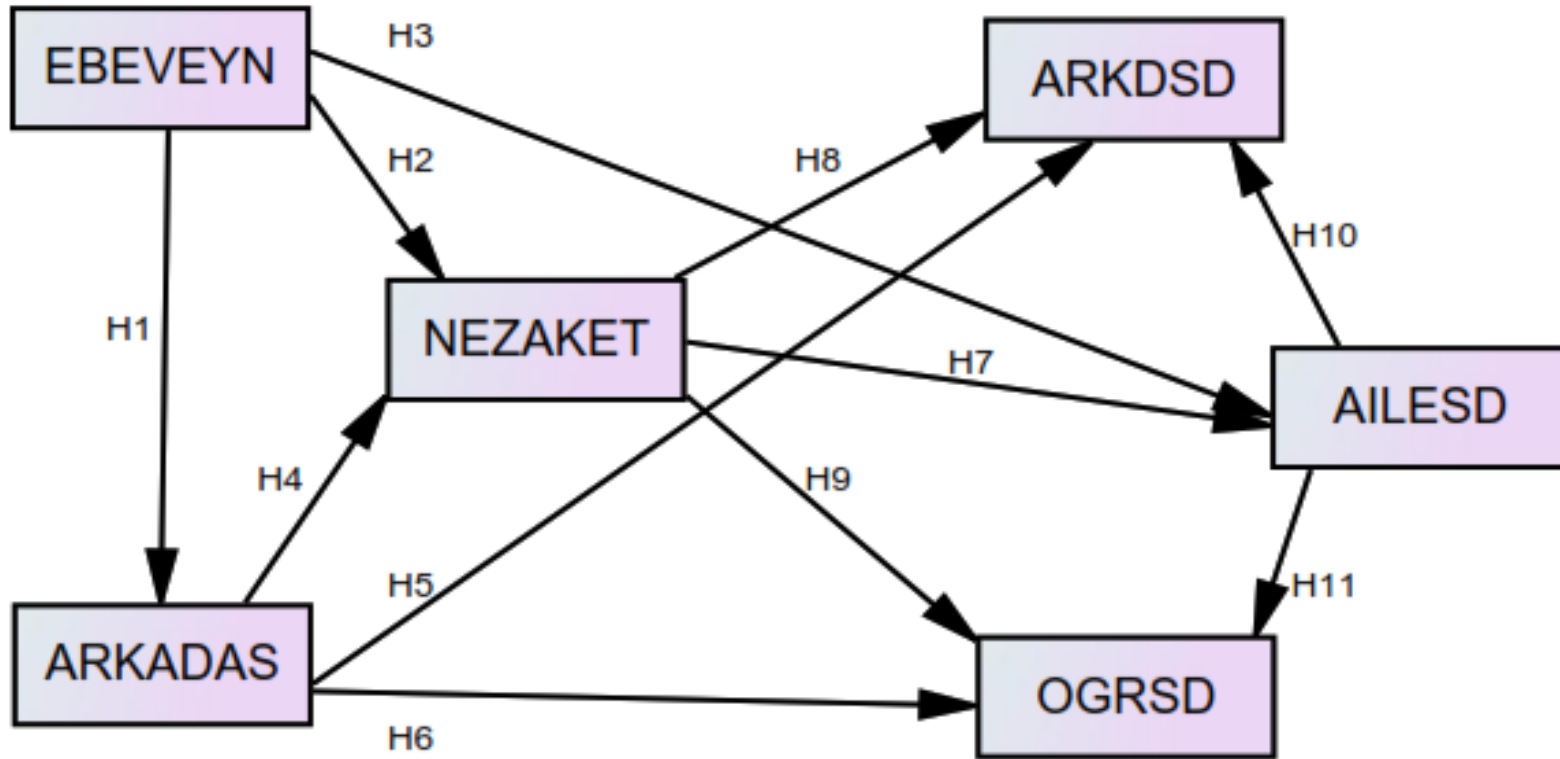 EBEVEYN
H3
ARKDSD
H2
H8
H10
H1
NEZAKET
H7
AILESD
H4
H9
H5
H11
ARKADAS
OGRSD
H6